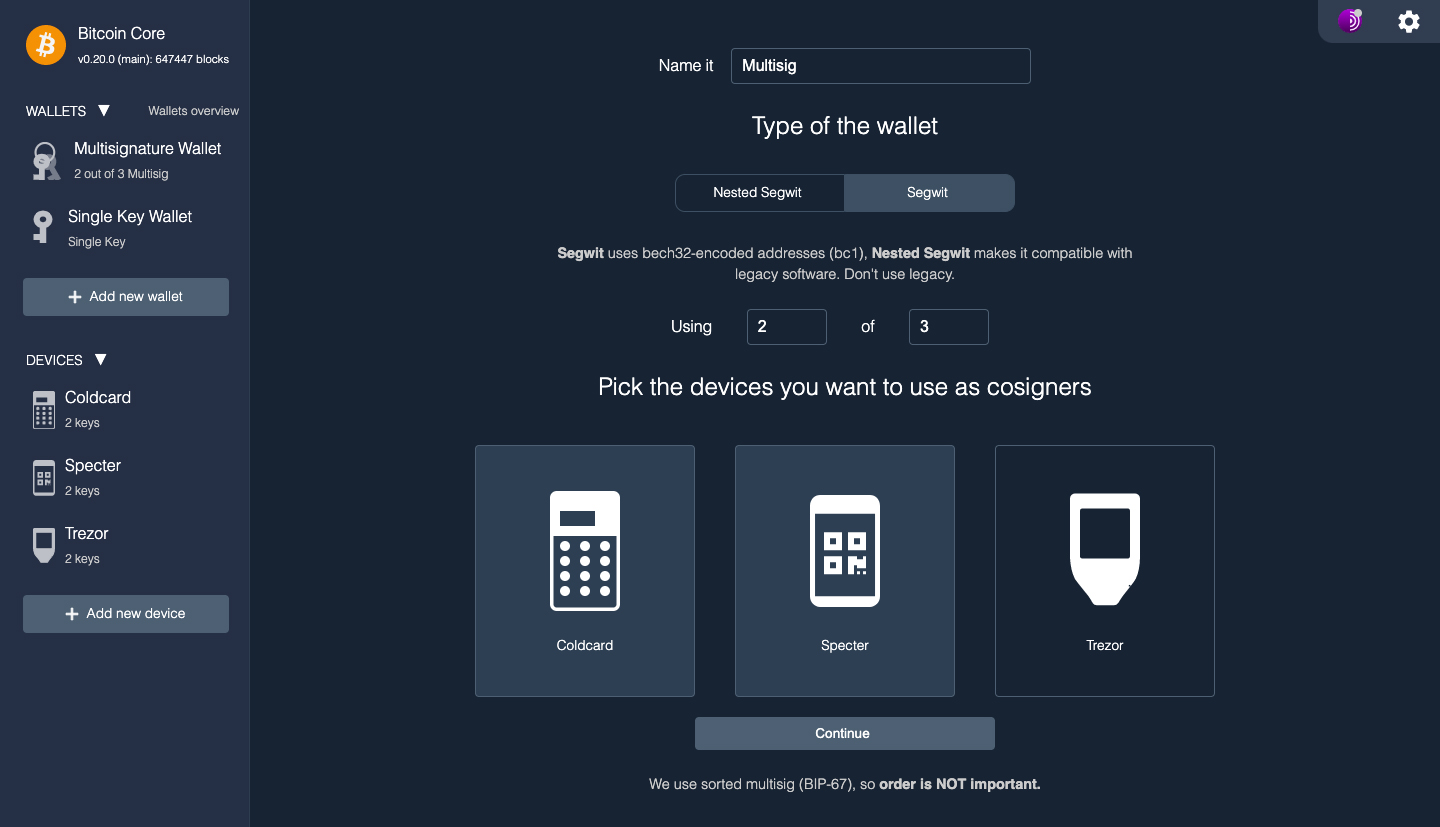 Bitcoin Core
v0.20.0 (main): 647447 blocks
WALLETS ▼ Wallets overview
Multisignature Wallet
2 out of 3 Multisig
Single Key Wallet
Single Key
+ Add new wallet
DEVICES ▼
Coldcard
2 keys
Specter
2 keys
Trezor
2 keys
+ Add new device
Name it Multisig
Type of the wallet
Nested Segwit Segwit
Segwit uses bech32-encoded addresses (bc1), Nested Segwit makes it compatible with
legacy software. Don't use legacy.
Using 2 of 3
Pick the devices you want to use as cosigners
Coldcard Specter Trezor
Continue
We use sorted multisig (BIP-67), so order is NOT important.